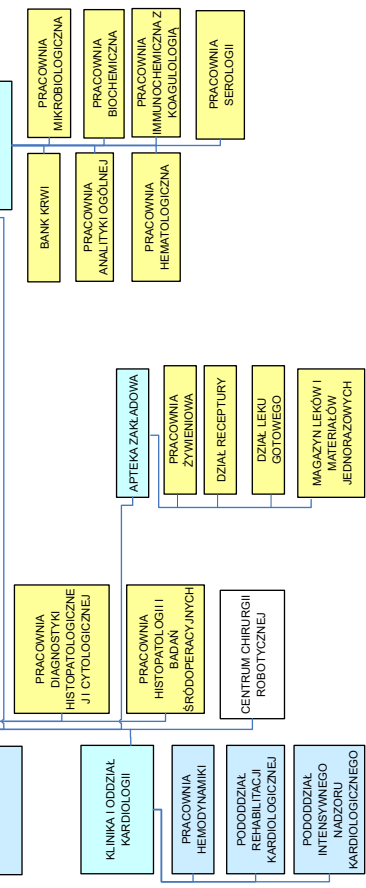 PRACOWNIA
MIKROBIOLOGICZNA
PRACOWNIA
BIOCHEMICZNA
PRACOWNIA
IMMUNOCHEMICZNA Z
KOAGULOLOGIĄ
PRACOWNIA
SEROLOGII
BANK KRWI
PRACOWNIA
ANALITYKI OGÓLNEJ
PRACOWNIA
HEMATOLOGICZNA
APTEKA ZAKŁADOWA
PRACOWNIA
ŻYWIENIOWA
DZIAŁ RECEPTURY
DZIAŁ LEKU
GOTOWEGO
MAGAZYN LEKÓW I
MATERIAŁÓW
JEDNORAZOWYCH
PRACOWNIA
DIAGNOSTYKI
HISTOPATOLOGICZNE
J I CYTOLOGICZNEJ
PRACOWNIA
HISTOPATOLOGII I
BADAŃ
ŚRÓDOPERACYJNYCH
CENTRUM CHIRURGII
ROBOTYCZNEJ
KLINIKA I ODDZIAŁ
KARDIOLOGII
PRACOWNIA
HEMODYNAMIKI
PODODDZIAŁ
REHABILITACJI
KARDIOLOGICZNEJ
PODODDZIAŁ
INTENSYWNEGO
NADZORU
KARDIOLOGICZNEGO